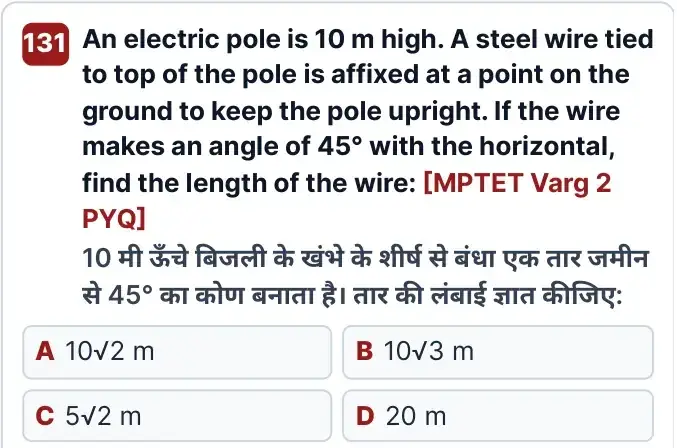 131 An electric pole is 10 m high. A steel wire tied
to top of the pole is affixed at a point on the
ground to keep the pole upright. If the wire
makes an angle of 45° with the horizontal,
find the length of the wire: [MPTET Varg 2
PYQ]
10 मी ऊँचे बिजली के खंभे के शीर्ष से बंधा एक तार जमीन
से 45° का कोण बनाता है। तार की लंबाई ज्ञात कीजिए:
A 10√2 m
B 10√3 m
C 5√2 m
D 20 m